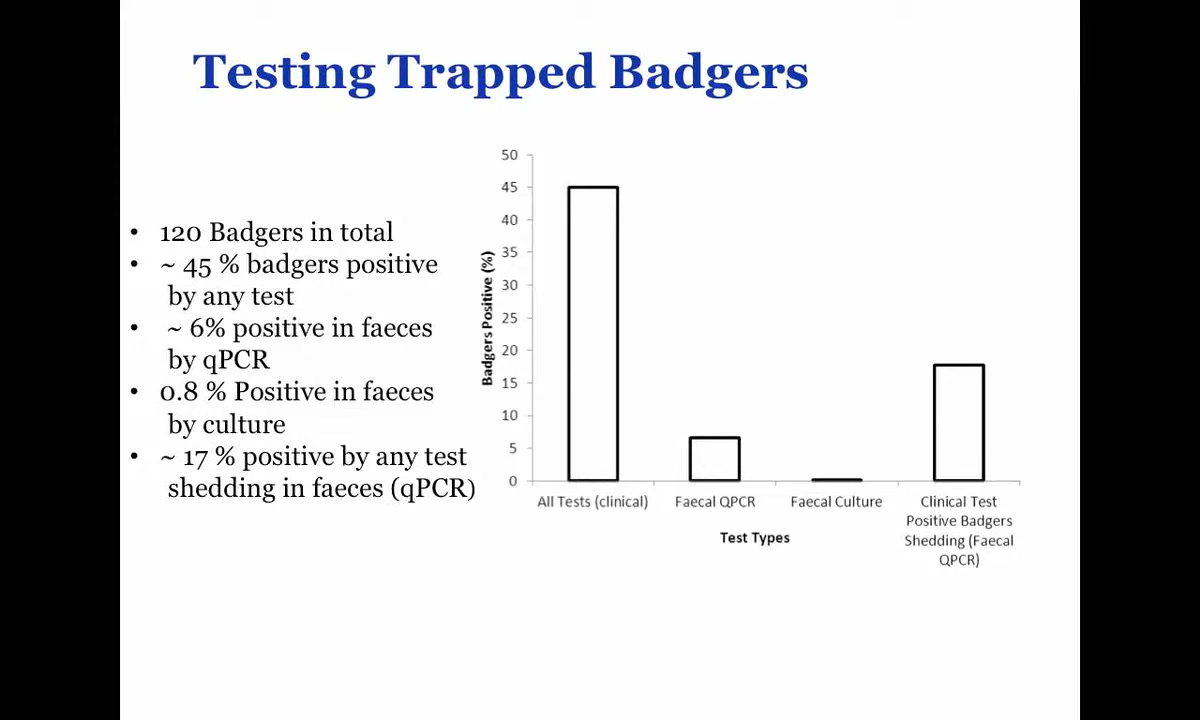 Testing Trapped Badgers
• 120 Badgers in total
• ~ 45 % badgers positive
by any test
• ~ 6% positive in faeces
by qPCR
• 0.8 % Positive in faeces
by culture
• ~ 17 % positive by any test
shedding in faeces (qPCR)
Badgers Positive (%)
50
45
40
35
30
25
20
15
10
5
0
All Tests (clinical)
Faecal QPCR
Faecal Culture
Clinical Test
Positive Badgers
Shedding (Faecal
QPCR)
Test Types